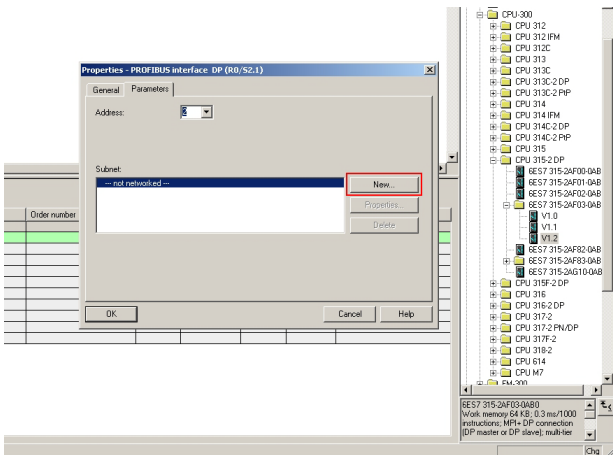 Properties - PROFIBUS interface DP (R0/S2.1)
General
Parameters
Address:
2
Subnet:
--- not networked ---
New...
Properties...
Delete
OK
Cancel
Help
Order number
CPU-300
CPU 312
CPU 312 IFM
CPU 312C
CPU 313
CPU 313C
CPU 313C-2 DP
CPU 313C-2 PtP
CPU 314
CPU 314 IFM
CPU 314C-2 DP
CPU 314C-2 PtP
CPU 315
CPU 315-2 DP
6ES7 315-2AF00-0AB
6ES7 315-2AF01-0AB
6ES7 315-2AF02-0AB
6ES7 315-2AF03-0AB
V1.0
V1.1
V1.2
6ES7 315-2AF82-0AB
6ES7 315-2AF83-0AB
6ES7 315-2AG10-0AB
CPU 315F-2 DP
CPU 316
CPU 316-2 DP
CPU 317-2
CPU 317-2 PN/DP
CPU 317F-2
CPU 318-2
CPU 614
CPU M7
FM-300
6ES7 315-2AF03-0AB0
Work memory 64 KB; 0.3 ms/1000
instructions; MPI+ DP connection
(DP master or DP slave); multi-tier
Chg